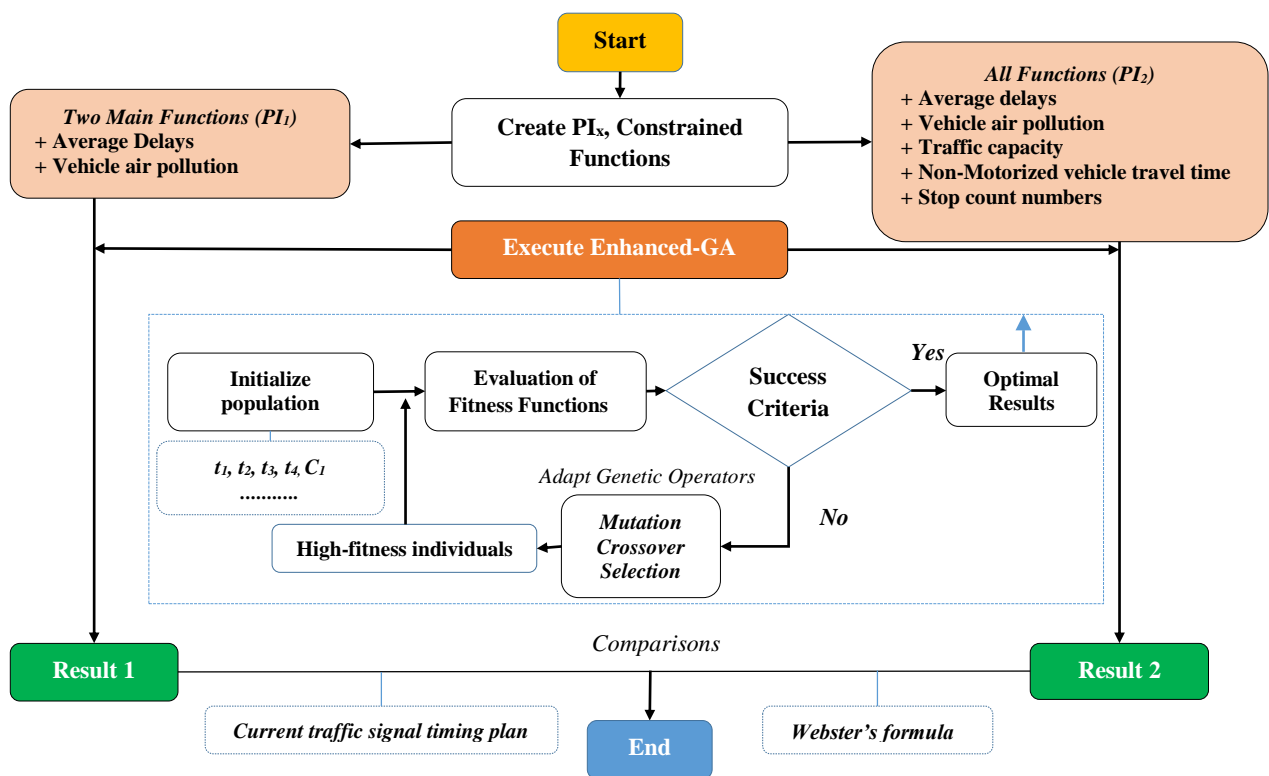 Start
Two Main Functions (PI₁)
+ Average Delays
+ Vehicle air pollution
Create PIₓ, Constrained
Functions
All Functions (PI₂)
+ Average delays
+ Vehicle air pollution
+ Traffic capacity
+ Non-Motorized vehicle travel time
+ Stop count numbers
Execute Enhanced-GA
Initialize
population
Evaluation of
Fitness Functions
Success
Criteria
Yes
Optimal
Results
t₁, t₂, t₃, t₄, C₁
...........
Adapt Genetic Operators
No
Mutation
Crossover
Selection
High-fitness individuals
Comparisons
Result 1
Result 2
Current traffic signal timing plan
End
Webster's formula